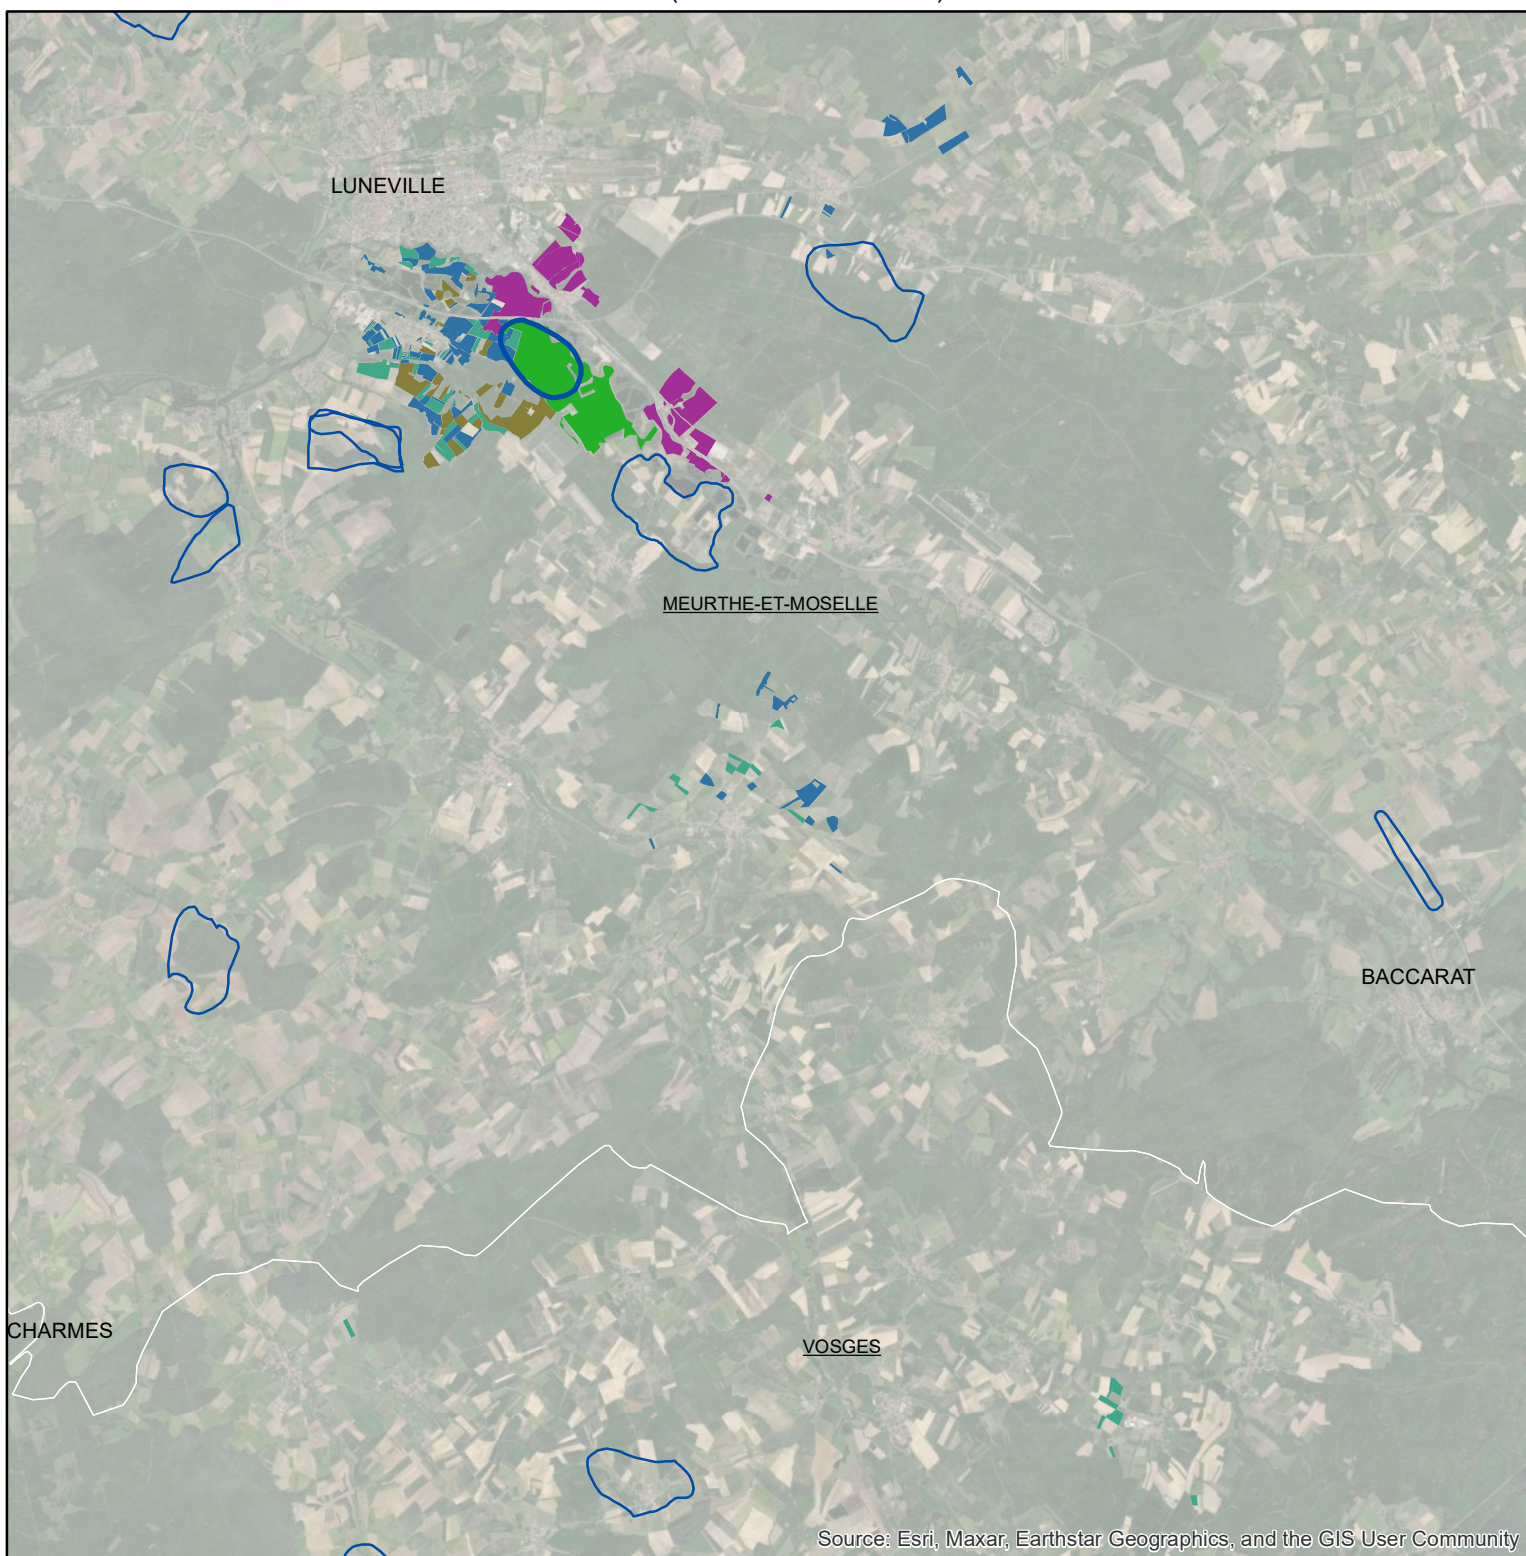 LUNEVILLE
MEURTHE-ET-MOSELLE
BACCARAT
CHARMES
VOSGES
Source: Esri, Maxar, Earthstar Geographics, and the GIS User Community